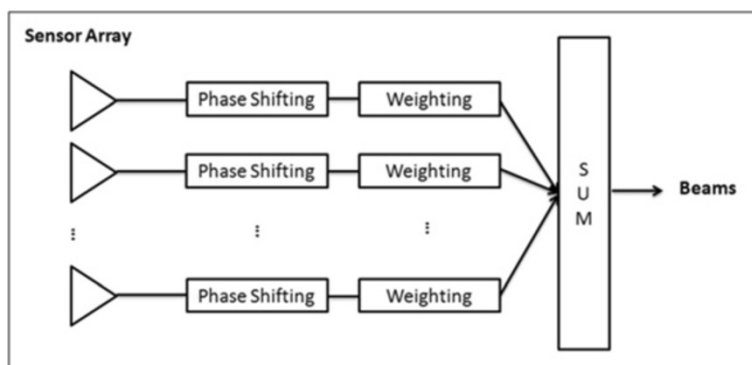 Sensor Array
Phase Shifting Weighting
Phase Shifting Weighting
Phase Shifting Weighting
S
U
M
Beams